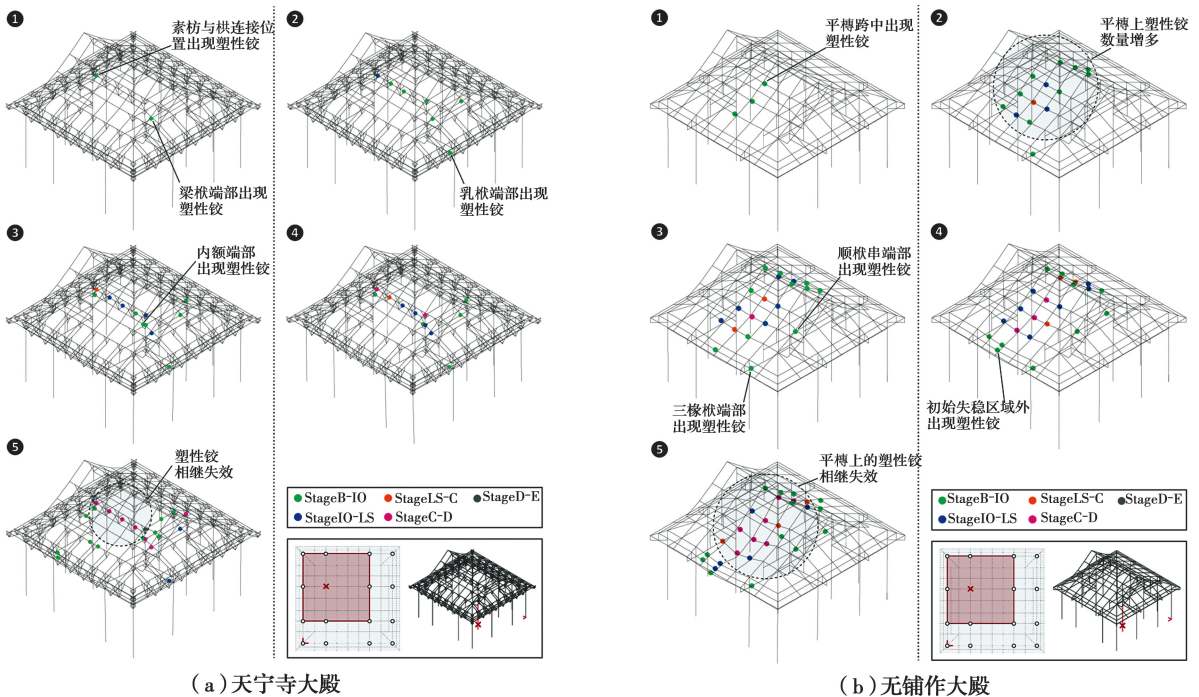 ❶
素枋与栱连接位
置出现塑性铰
梁栿端部出现
塑性铰
❷
乳栿端部出现
塑性铰
❸
内额端部
出现塑性铰
❹
❺
塑性铰
相继失效
StageB-IO StageLS-C StageD-E
StageIO-LS StageC-D
(a)天宁寺大殿
❶
平槫跨中出现
塑性铰
❷
平槫上塑性铰
数量增多
❸
顺栿串端部
出现塑性铰
三椽栿端部
出现塑性铰
❹
初始失稳区域外
出现塑性铰
❺
平槫上的塑性铰
相继失效
StageB-IO StageLS-C StageD-E
StageIO-LS StageC-D
(b)无铺作大殿